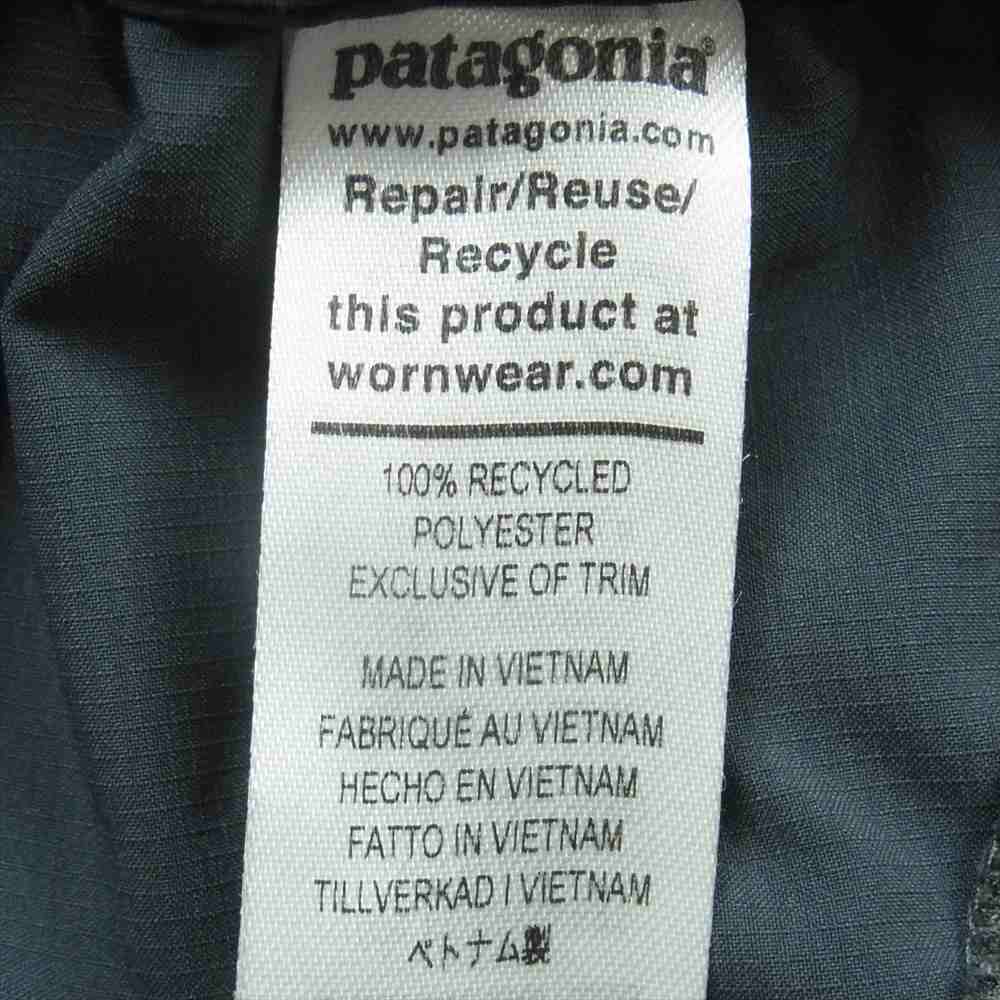 patagonia®
www.patagonia.com
Repair/Reuse/
Recycle
this product at
wornwear.com
100% RECYCLED
POLYESTER
EXCLUSIVE OF TRIM
MADE IN VIETNAM
FABRIQUÉ AU VIETNAM
HECHO EN VIETNAM
FATTO IN VIETNAM
TILLVERKAD I VIETNAM
ベトナム製